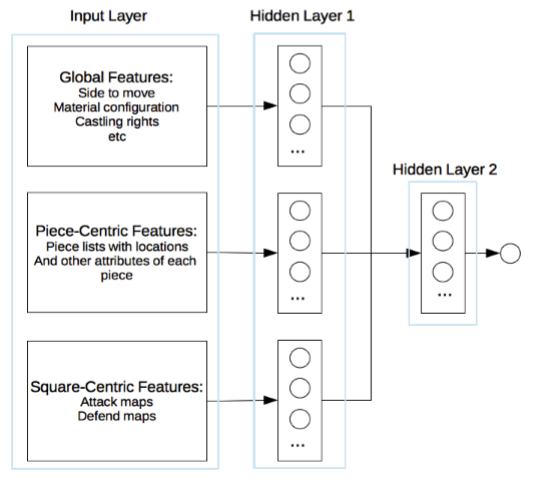 Input Layer
Hidden Layer 1
Global Features:
Side to move
Material configuration
Castling rights
etc
...
Hidden Layer 2
Piece-Centric Features:
Piece lists with locations
And other attributes of each
piece
...
...
Square-Centric Features:
Attack maps
Defend maps
...